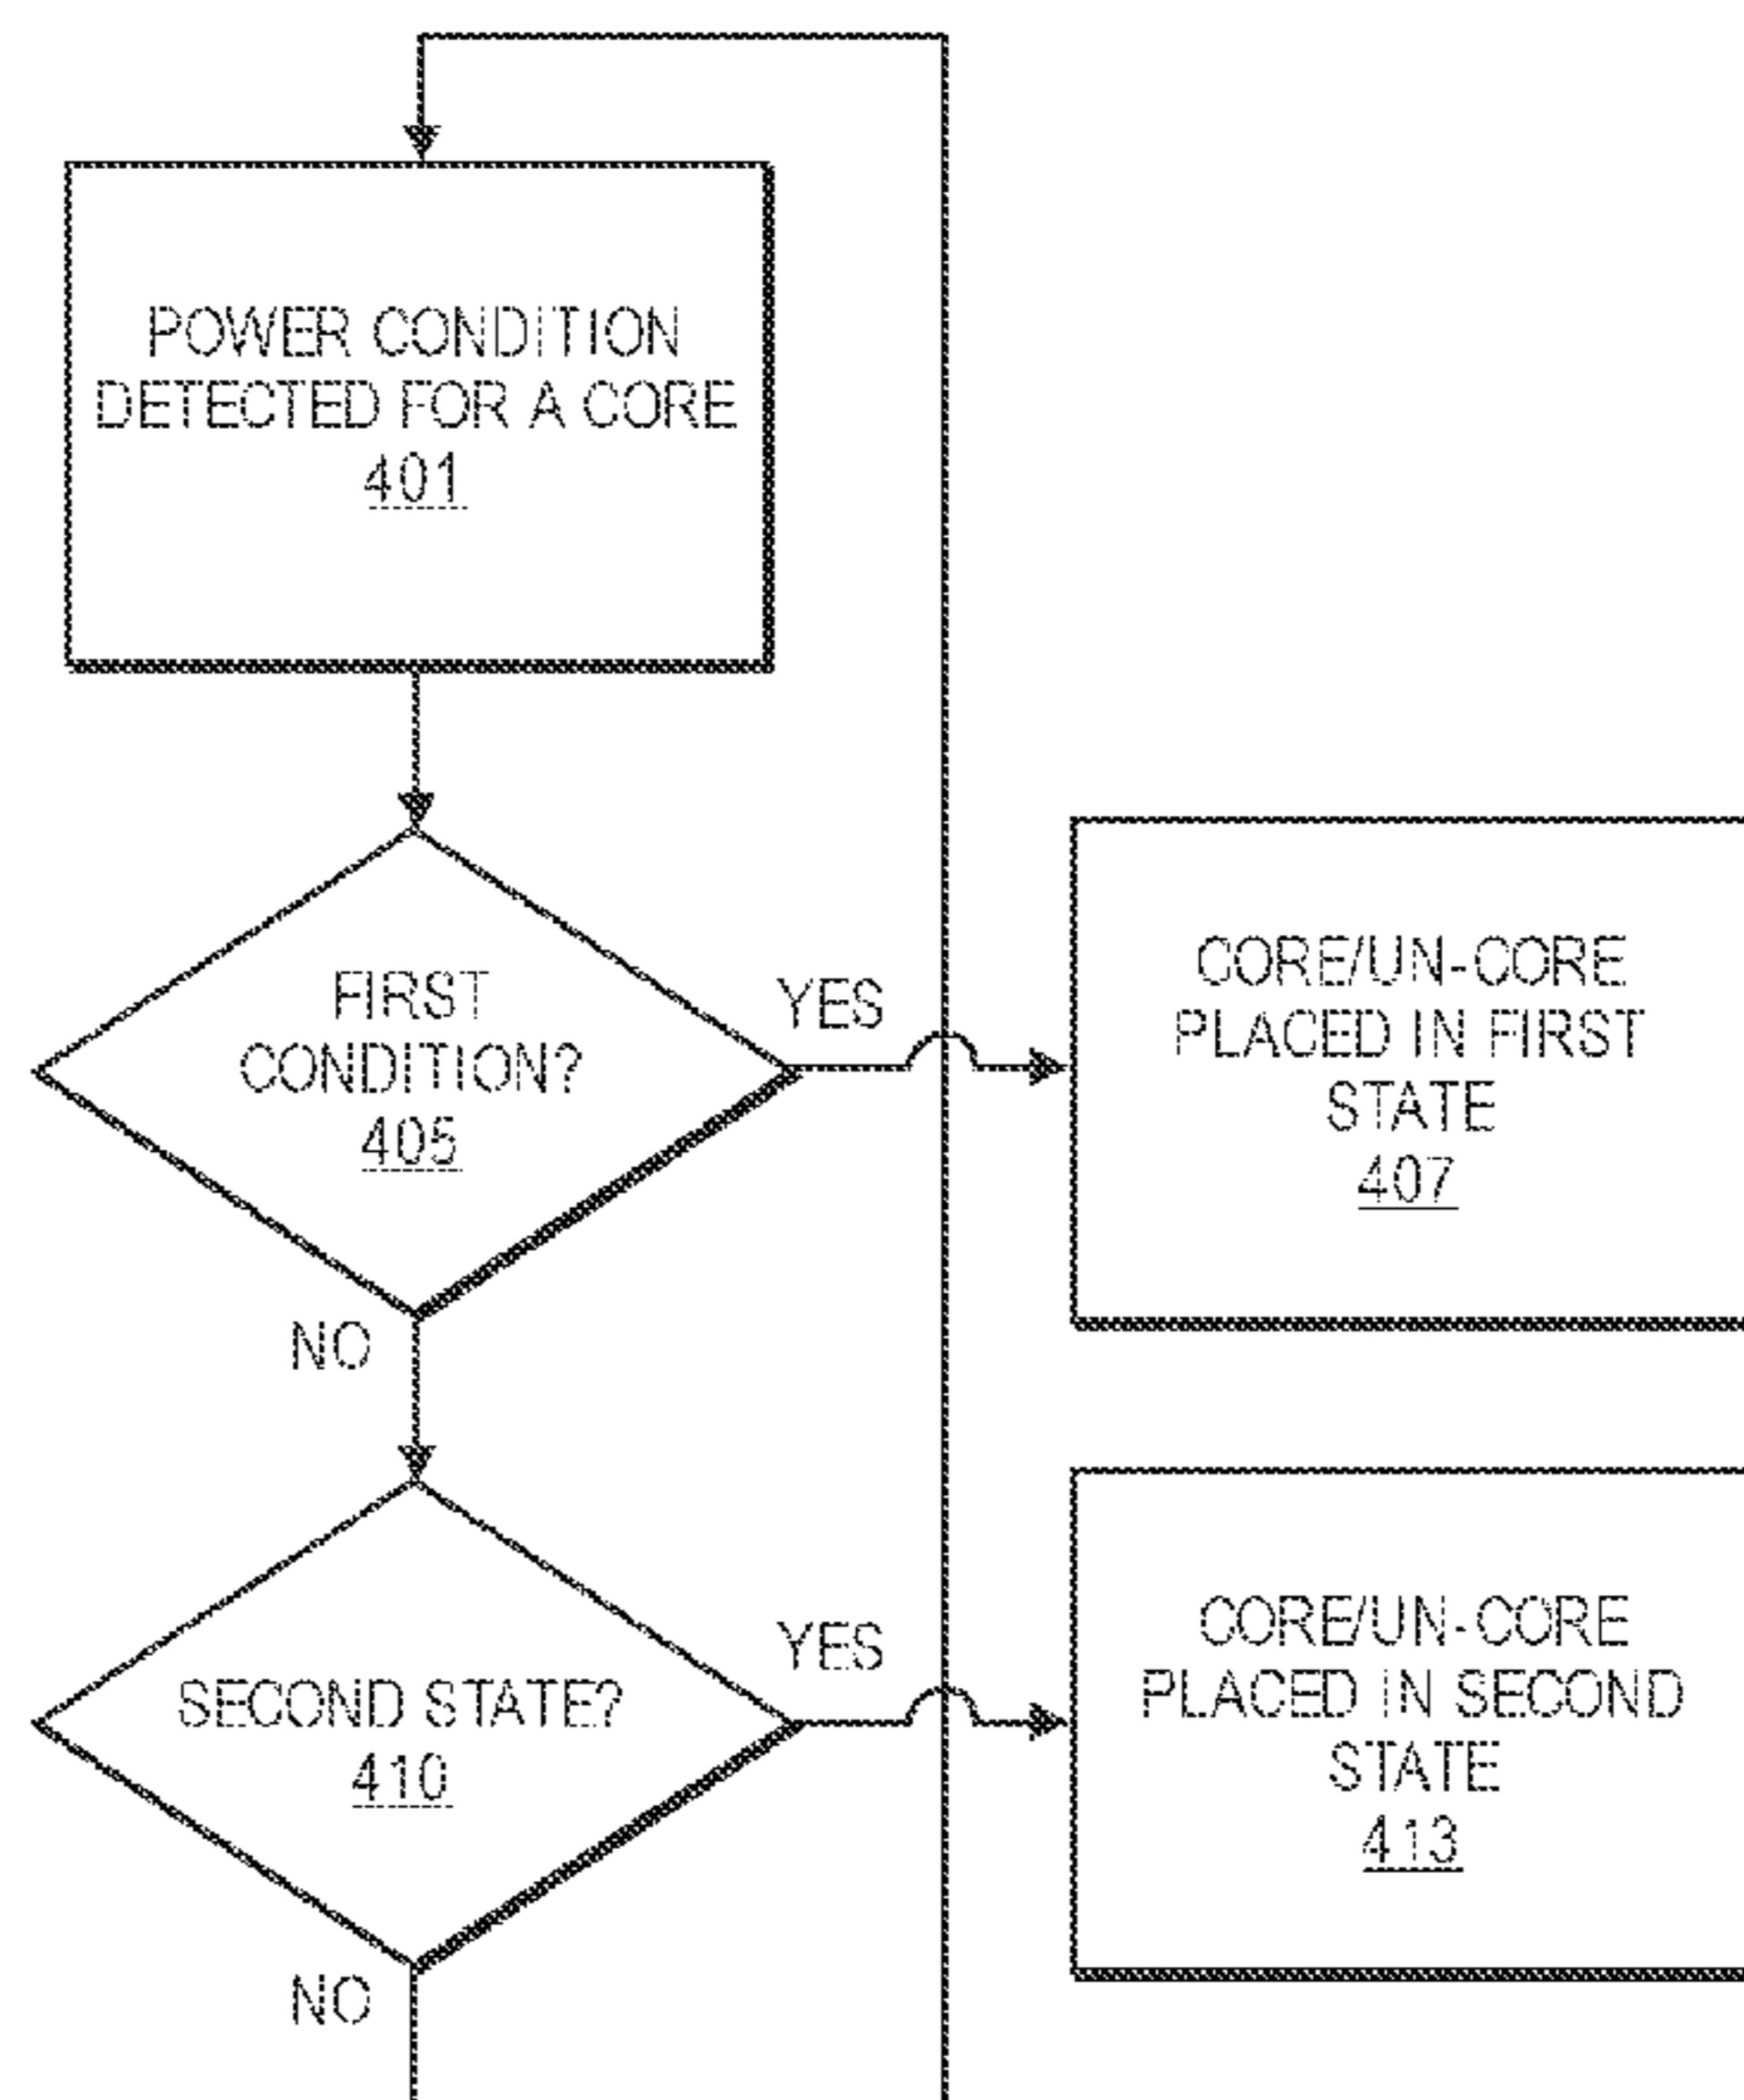 POWER CONDITION
DETECTED FOR A CORE
401
FIRST
CONDITION?
405
YES
CORE/UN-CORE
PLACED IN FIRST
STATE
407
NO
SECOND STATE?
410
YES
CORE/UN-CORE
PLACED IN SECOND
STATE
413
NO